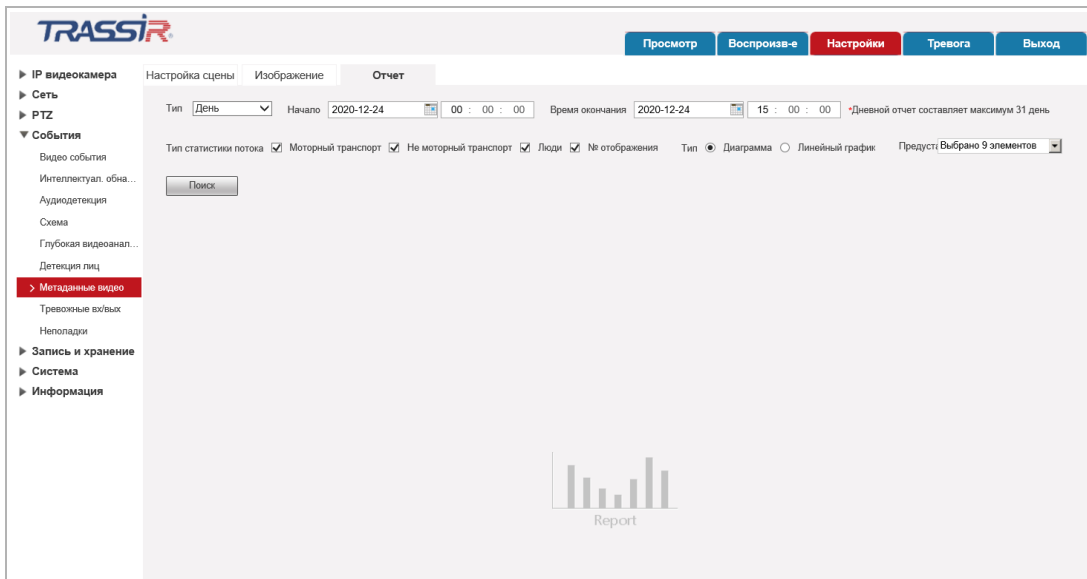 TRASSIR
Просмотр Воспроизв-е Настройки Тревога Выход
IP видеокамера
Сеть
PTZ
События
Видео события
Интеллектуал. обна...
Аудиодетекция
Схема
Глубокая видеоанал...
Детекция лиц
Метаданные видео
Тревожные вх/вых
Неполадки
Запись и хранение
Система
Информация
Настройка сцены Изображение Отчет
Тип День Начало 2020-12-24 00 : 00 : 00 Время окончания 2020-12-24 15 : 00 : 00 *Дневной отчет составляет максимум 31 день
Тип статистики потока Моторный транспорт Не моторный транспорт Люди № отображения Тип Диаграмма Линейный график Предуста Выбрано 9 элементов
Поиск
Report